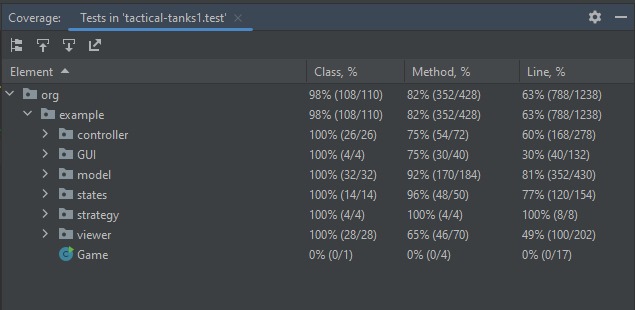 Coverage: Tests in 'tactical-tanks1.test'
Element Class, % Method, % Line, %
org 98% (108/110) 82% (352/428) 63% (788/1238)
example 98% (108/110) 82% (352/428) 63% (788/1238)
controller 100% (26/26) 75% (54/72) 60% (168/278)
GUI 100% (4/4) 75% (30/40) 30% (40/132)
model 100% (32/32) 92% (170/184) 81% (352/430)
states 100% (14/14) 96% (48/50) 77% (120/154)
strategy 100% (4/4) 100% (4/4) 100% (8/8)
viewer 100% (28/28) 65% (46/70) 49% (100/202)
Game 0% (0/1) 0% (0/4) 0% (0/17)